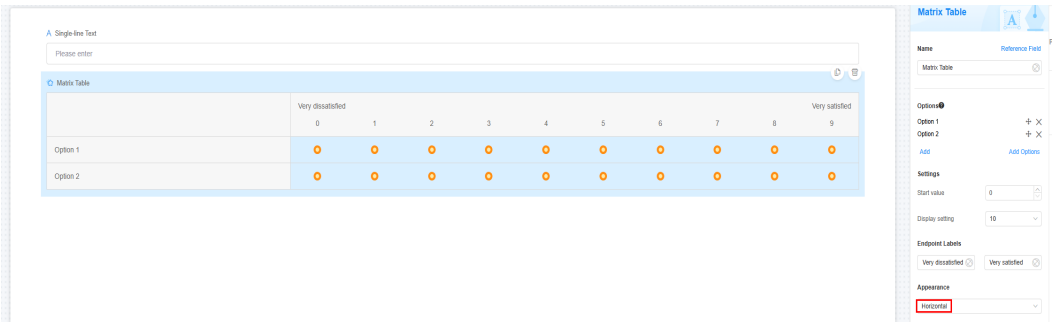 A Single-line Text
Please enter
Matrix Table
Very dissatisfied Very satisfied
0 1 2 3 4 5 6 7 8 9
Option 1
Option 2
Matrix Table
A
Name Reference Field
Matrix Table
Options
Option 1
Option 2
Add Add Options
Settings
Start value 0
Display setting 10
Endpoint Labels
Very dissatisfied Very satisfied
Appearance
Horizontal